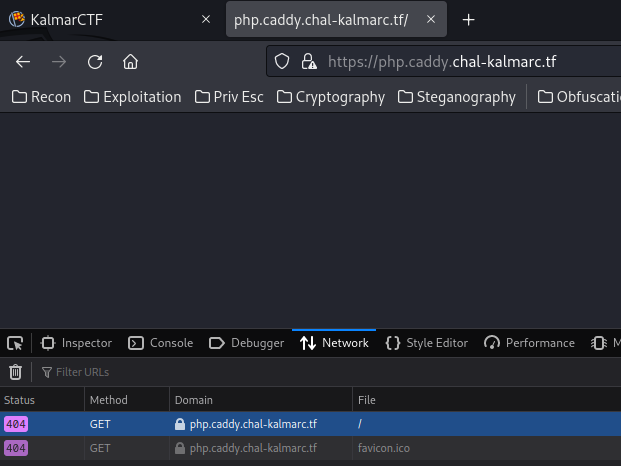 KalmarCTF × php.caddy.chal-kalmarc.tf/ × +
https://php.caddy.chal-kalmarc.tf
Recon Exploitation Priv Esc Cryptography Steganography Obfuscati
Inspector Console Debugger Network Style Editor Performance M
Filter URLs
Status Method Domain File
404 GET php.caddy.chal-kalmarc.tf /
404 GET php.caddy.chal-kalmarc.tf favicon.ico